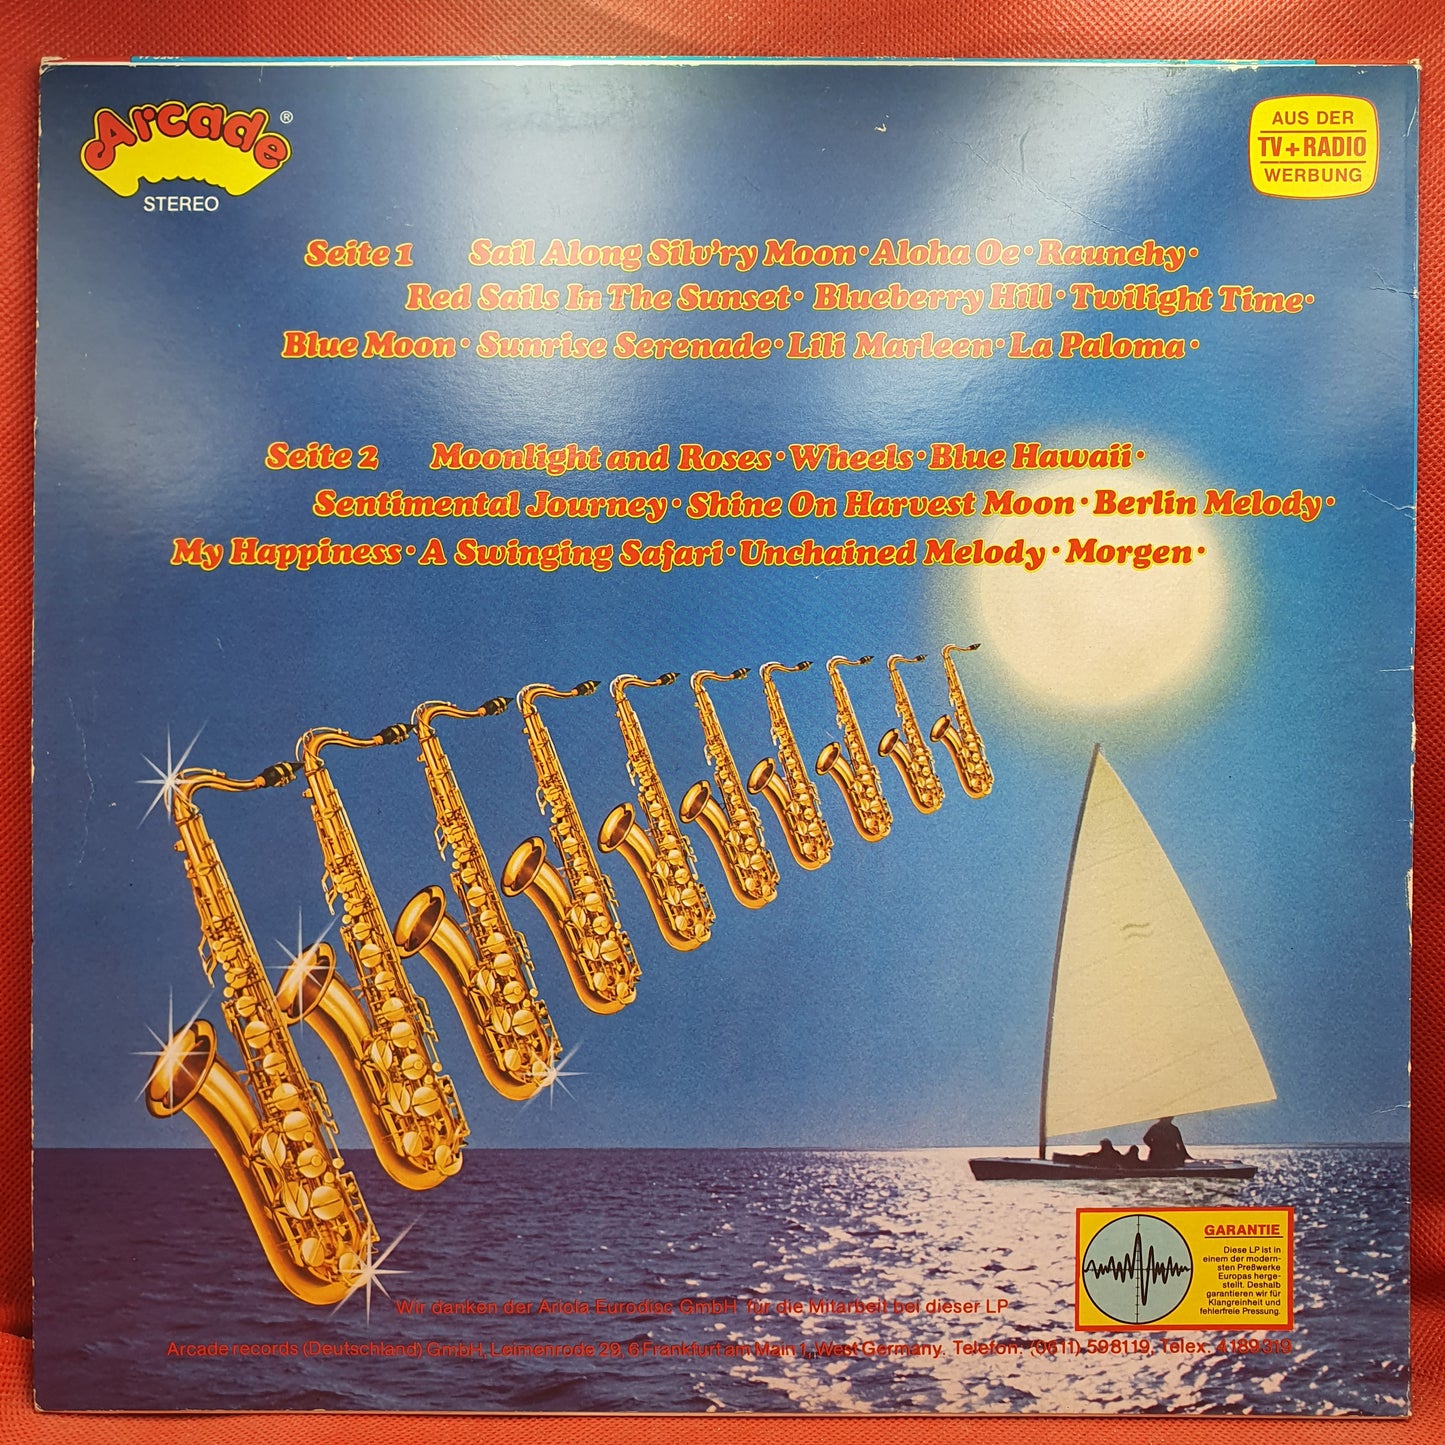 Arcade ®
STEREO
AUS DER
TV + RADIO
WERBUNG
Seite 1 Sail Along Silv'ry Moon · Aloha Oe · Raunchy ·
Red Sails In The Sunset · Blueberry Hill · Twilight Time ·
Blue Moon · Sunrise Serenade · Lili Marleen · La Paloma ·
Seite 2 Moonlight and Roses · Wheels · Blue Hawaii ·
Sentimental Journey · Shine On Harvest Moon · Berlin Melody ·
My Happiness · A Swinging Safari · Unchained Melody · Morgen ·
GARANTIE
Diese LP ist in
einem der modern-
sten Preßwerke
Europas herge-
stellt. Deshalb
garantieren wir für
Klangreinheit und
fehlerfreie Pressung.
Wir danken der Ariola Eurodisc GmbH für die Mitarbeit bei dieser LP
Arcade records (Deutschland) GmbH, Leimenrode 29, 6 Frankfurt am Main 1, West Germany. Telefon: (0611) 598119, Telex: 4189319